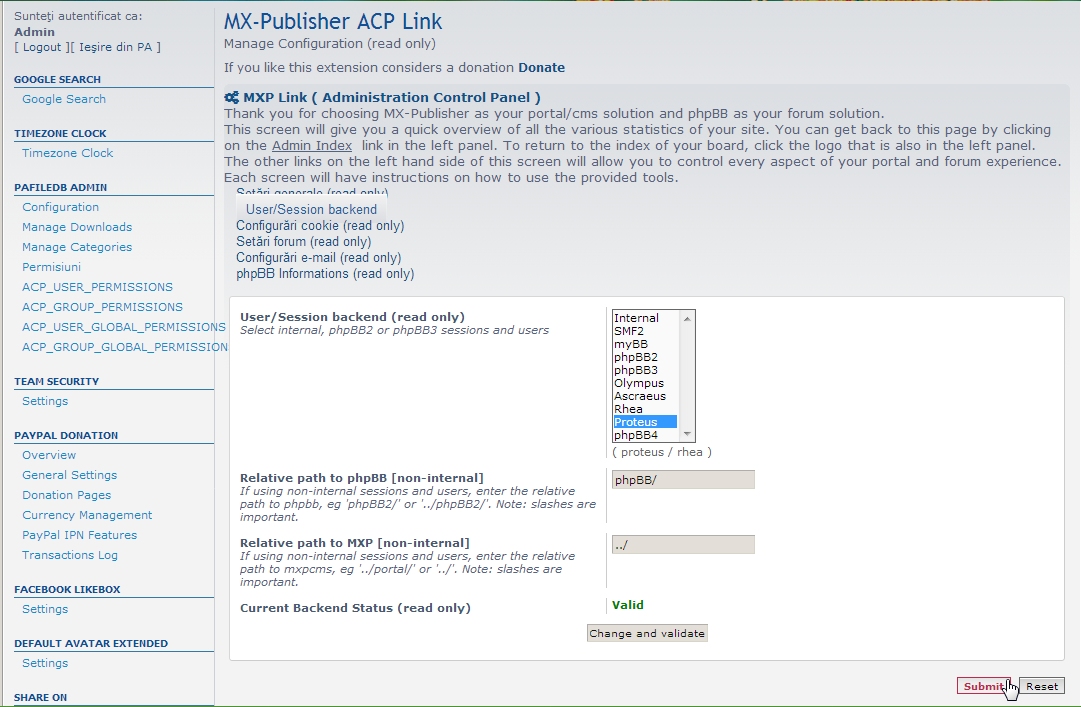 Sunteți autentificat ca:
Admin
[ Logout ][ Ieșire din PA ]
GOOGLE SEARCH
Google Search
TIMEZONE CLOCK
Timezone Clock
PAFILEDB ADMIN
Configuration
Manage Downloads
Manage Categories
Permisiuni
ACP_USER_PERMISSIONS
ACP_GROUP_PERMISSIONS
ACP_USER_GLOBAL_PERMISSIONS
ACP_GROUP_GLOBAL_PERMISSION
TEAM SECURITY
Settings
PAYPAL DONATION
Overview
General Settings
Donation Pages
Currency Management
PayPal IPN Features
Transactions Log
FACEBOOK LIKEBOX
Settings
DEFAULT AVATAR EXTENDED
Settings
SHARE ON
MX-Publisher ACP Link
Manage Configuration (read only)
If you like this extension considers a donation Donate
MXP Link ( Administration Control Panel )
Thank you for choosing MX-Publisher as your portal/cms solution and phpBB as your forum solution.
This screen will give you a quick overview of all the various statistics of your site. You can get back to this page by clicking
on the Admin Index link in the left panel. To return to the index of your board, click the logo that is also in the left panel.
The other links on the left hand side of this screen will allow you to control every aspect of your portal and forum experience.
Each screen will have instructions on how to use the provided tools.
Setări generale (read only)
User/Session backend
Configurări cookie (read only)
Setări forum (read only)
Configurări e-mail (read only)
phpBB Informations (read only)
User/Session backend (read only)
Select internal, phpBB2 or phpBB3 sessions and users
Internal
SMF2
myBB
phpBB2
phpBB3
Olympus
Ascraeus
Rhea
Proteus
phpBB4
( proteus / rhea )
Relative path to phpBB [non-internal]
If using non-internal sessions and users, enter the relative
path to phpbb, eg 'phpBB2/' or '../phpBB2/'. Note: slashes are
important.
phpBB/
Relative path to MXP [non-internal]
If using non-internal sessions and users, enter the relative
path to mxpcms, eg '../portal/' or '../'. Note: slashes are
important.
../
Current Backend Status (read only)
Valid
Change and validate
Submit
Reset